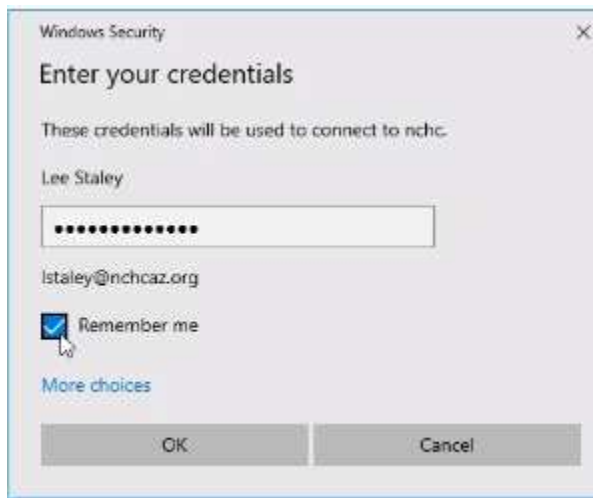 Windows Security
Enter your credentials
These credentials will be used to connect to nchc.
Lee Staley
•••••••••••••
lstaley@nchcaz.org
Remember me
More choices
OK Cancel